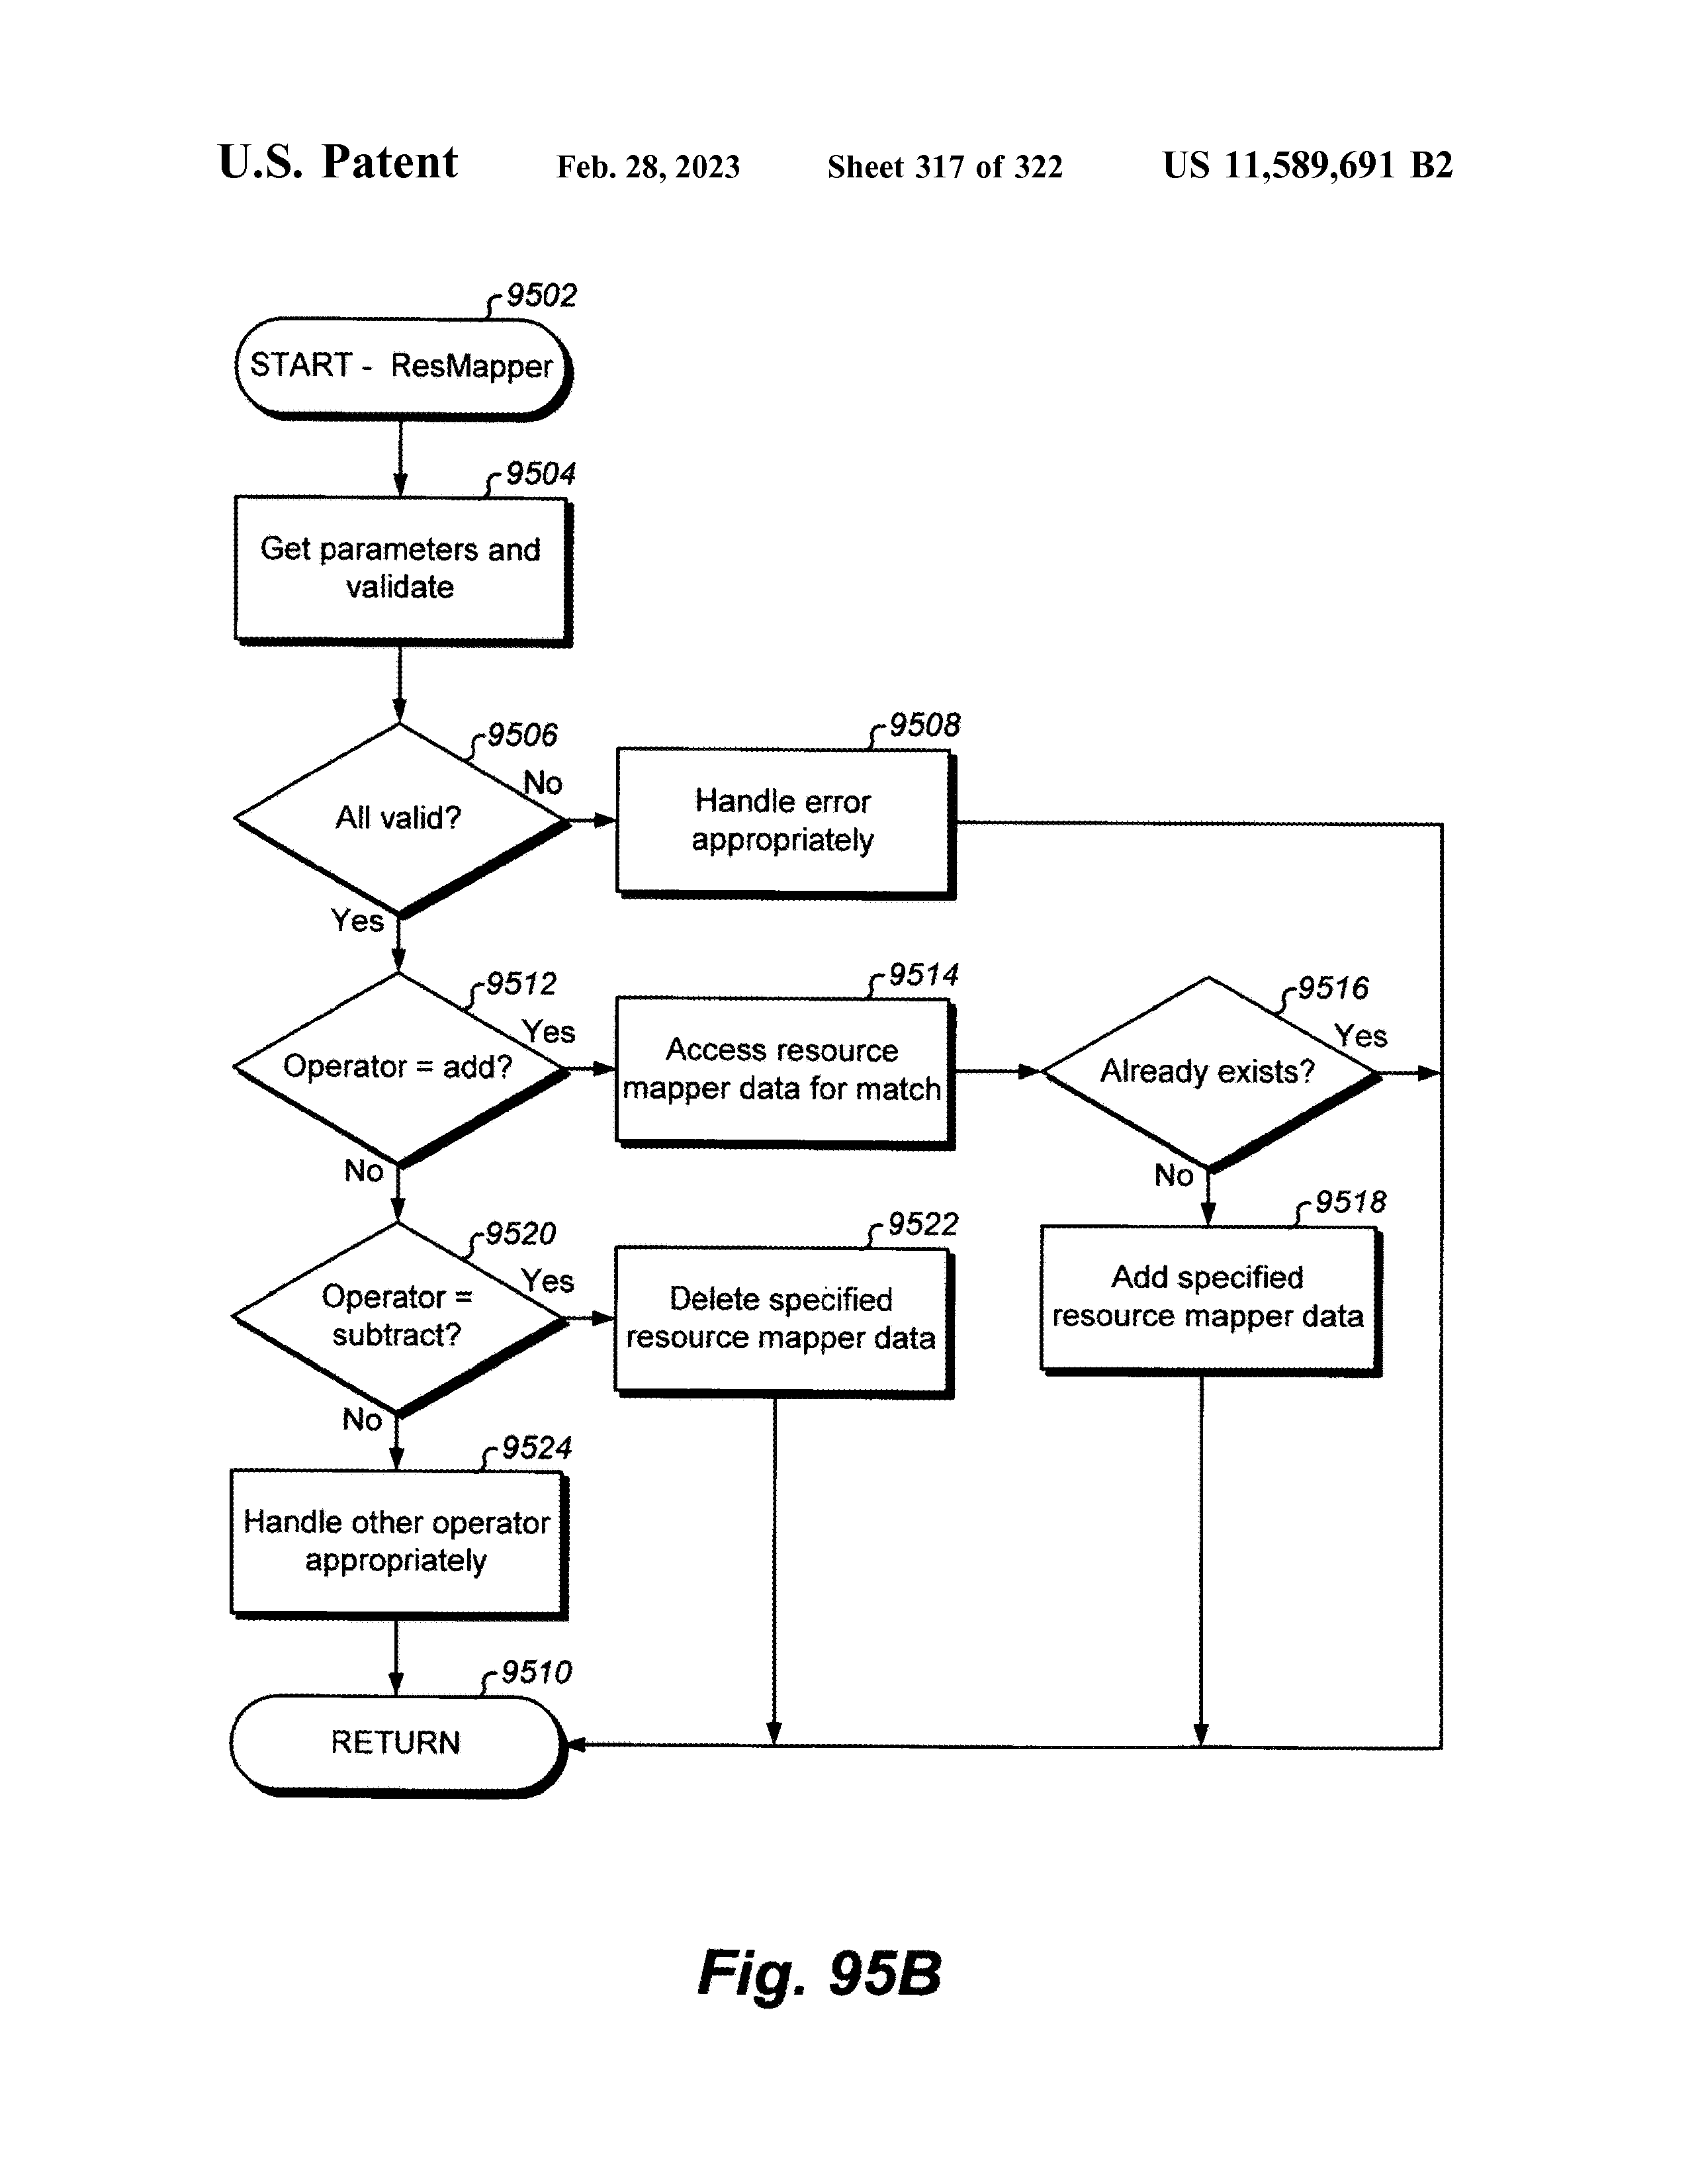 U.S. Patent Feb. 28, 2023 Sheet 317 of 322 US 11,589,691 B2
9502
START - ResMapper
9504
Get parameters and
validate
9506
No
All valid?
Yes
9508
Handle error
appropriately
9512
Yes
Operator = add?
No
9514
Access resource
mapper data for match
9516
Yes
Already exists?
No
9518
Add specified
resource mapper data
9520
Yes
Operator =
subtract?
No
9522
Delete specified
resource mapper data
9524
Handle other operator
appropriately
9510
RETURN
Fig. 95B